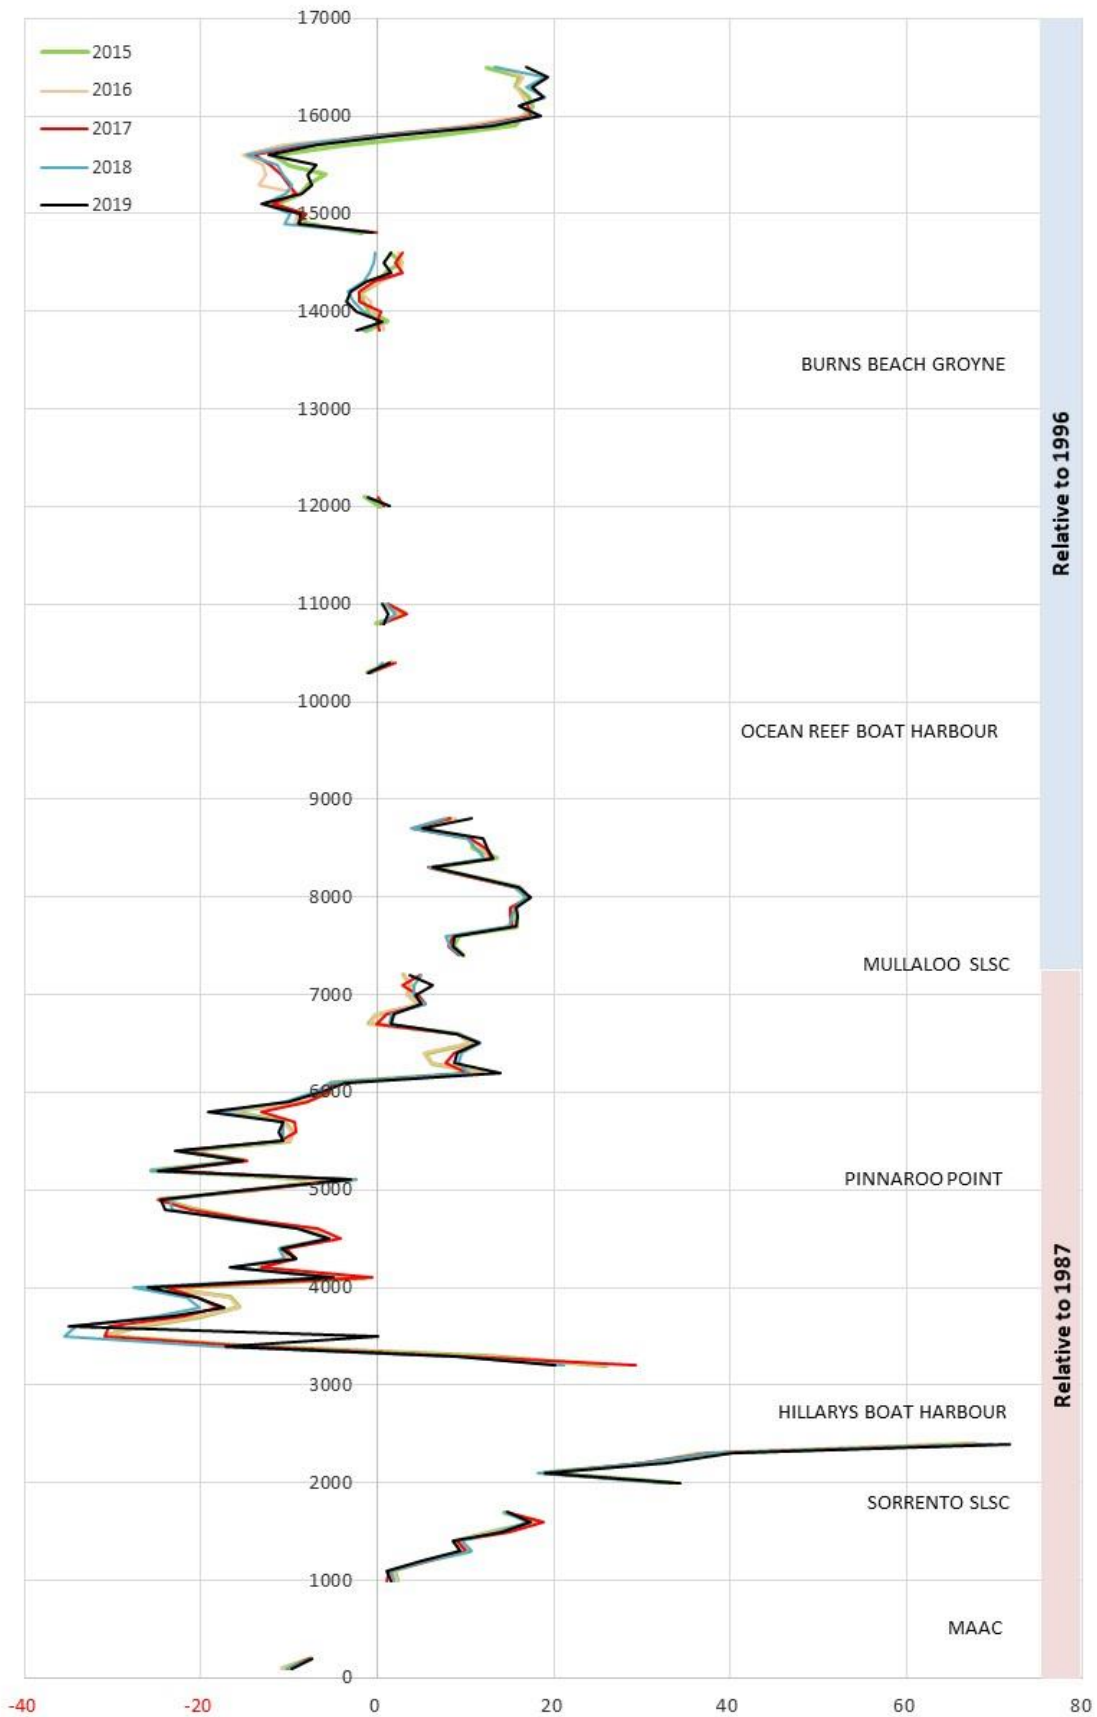 17000
2015
2016
16000
2017
2018
2019
15000
14000
BURNS BEACH GROYNE
13000
Relative to 1996
12000
11000
10000
OCEAN REEF BOAT HARBOUR
9000
8000
MULLALOO SLSC
7000
6000
PINNAROO POINT
5000
Relative to 1987
4000
3000
HILLARYS BOAT HARBOUR
2000
SORRENTO SLSC
1000
MAAC
0
-40 -20 0 20 40 60 80